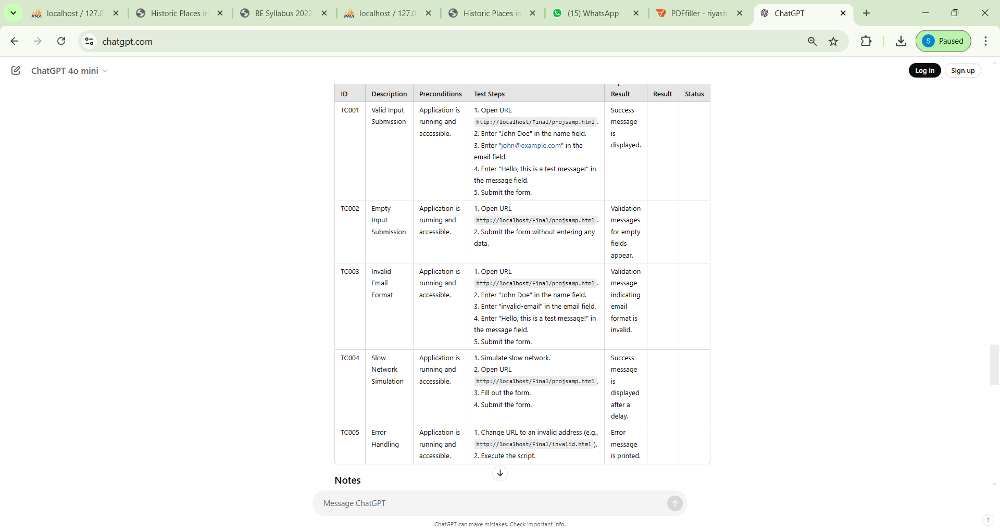 localhost / 127.0.
Historic Places in
BE Syllabus 2022
localhost / 127.0.
Historic Places in
(15) WhatsApp
PDFfiller - riyasto
ChatGPT
chatgpt.com
S Paused
ChatGPT 4o mini
Log in
Sign up
ID Description Preconditions Test Steps Result Result Status
TC001
Valid Input
Submission
Application is
running and
accessible.
1. Open URL
http://localhost/Final/projsamp.html .
2. Enter "John Doe" in the name field.
3. Enter "john@example.com" in the
email field.
4. Enter "Hello, this is a test message!" in
the message field.
5. Submit the form.
Success
message
is
displayed.
TC002
Empty
Input
Submission
Application is
running and
accessible.
1. Open URL
http://localhost/Final/projsamp.html .
2. Submit the form without entering any
data.
Validation
messages
for empty
fields
appear.
TC003
Invalid
Email
Format
Application is
running and
accessible.
1. Open URL
http://localhost/Final/projsamp.html .
2. Enter "John Doe" in the name field.
3. Enter "invalid-email" in the email field.
4. Enter "Hello, this is a test message!" in
the message field.
5. Submit the form.
Validation
message
indicating
email
format is
invalid.
TC004
Slow
Network
Simulation
Application is
running and
accessible.
1. Simulate slow network.
2. Open URL
http://localhost/Final/projsamp.html .
3. Fill out the form.
4. Submit the form.
Success
message
is
displayed
after a
delay.
TC005
Error
Handling
Application is
running and
accessible.
1. Change URL to an invalid address (e.g.,
http://localhost/Final/invalid.html ).
2. Execute the script.
Error
message
is printed.
Notes
Message ChatGPT
ChatGPT can make mistakes. Check important info.
?